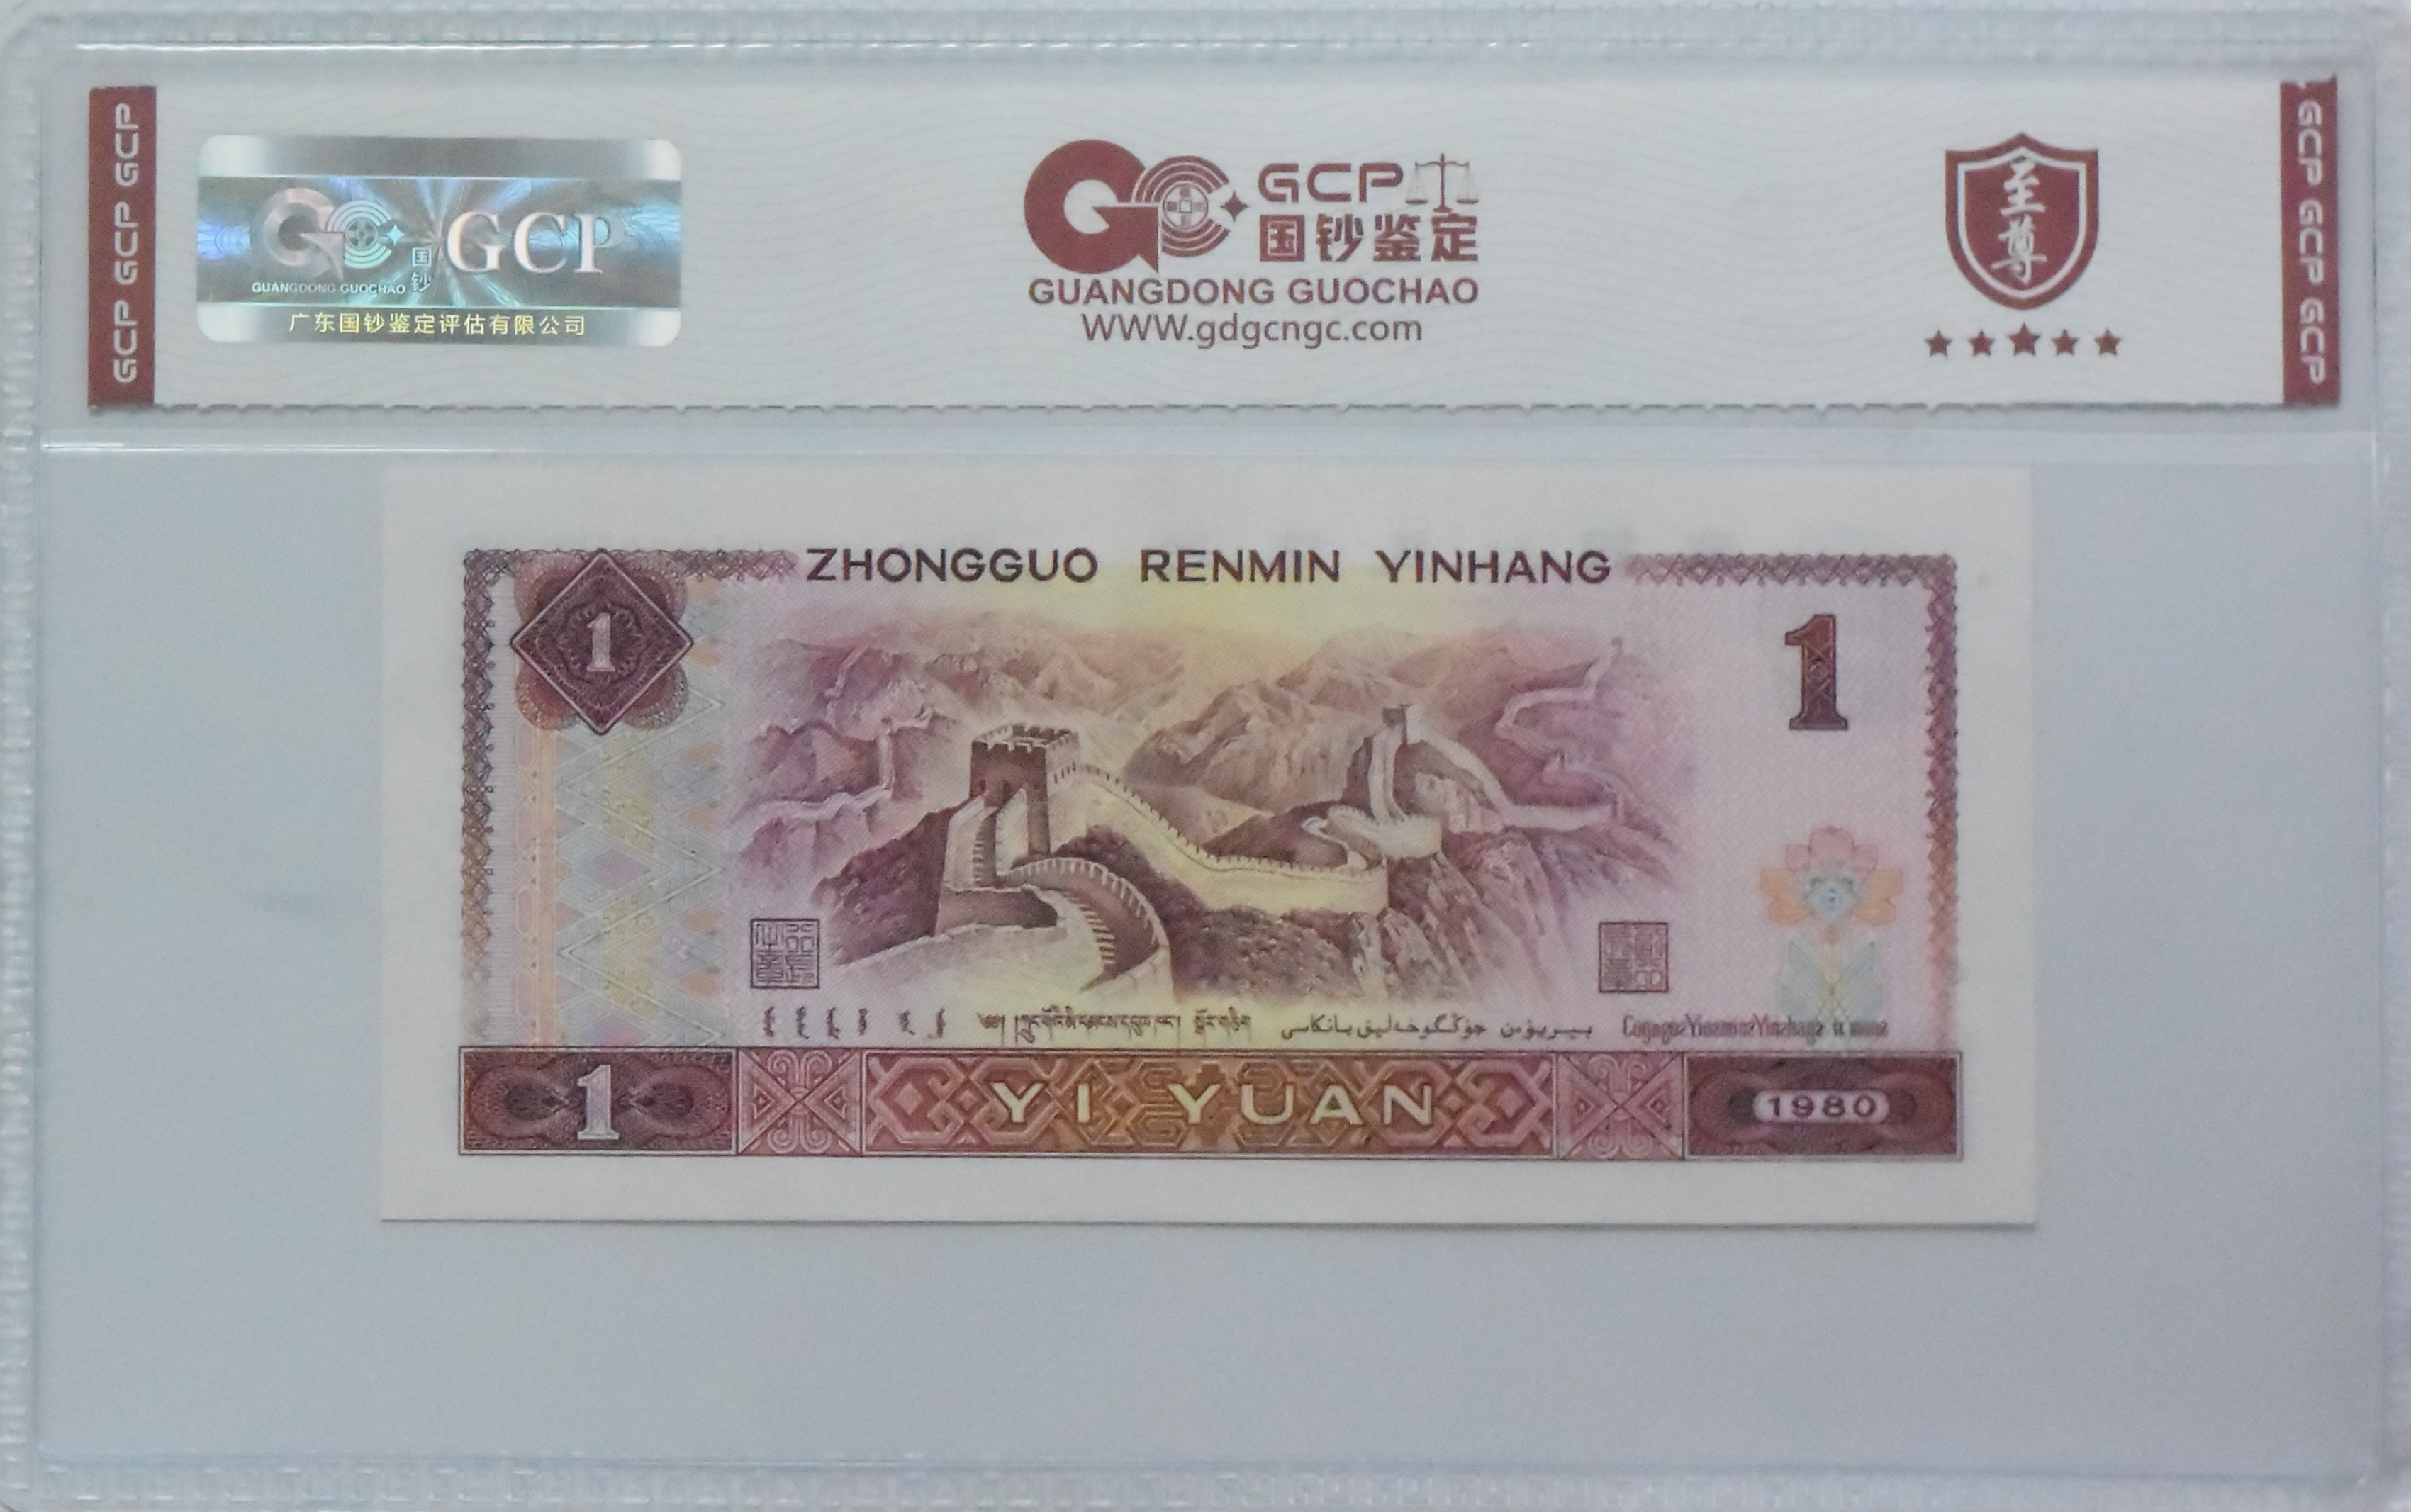 GCP GCP GCP
GUANGDONG GUOCHAO
国钞
GCP
广东国钞鉴定评估有限公司
GCP
国钞鉴定
GUANGDONG GUOCHAO
WWW.gdgcngc.com
至尊
GCP GCP GCP
ZHONGGUO RENMIN YINHANG
1
1
1
YI YUAN
1980